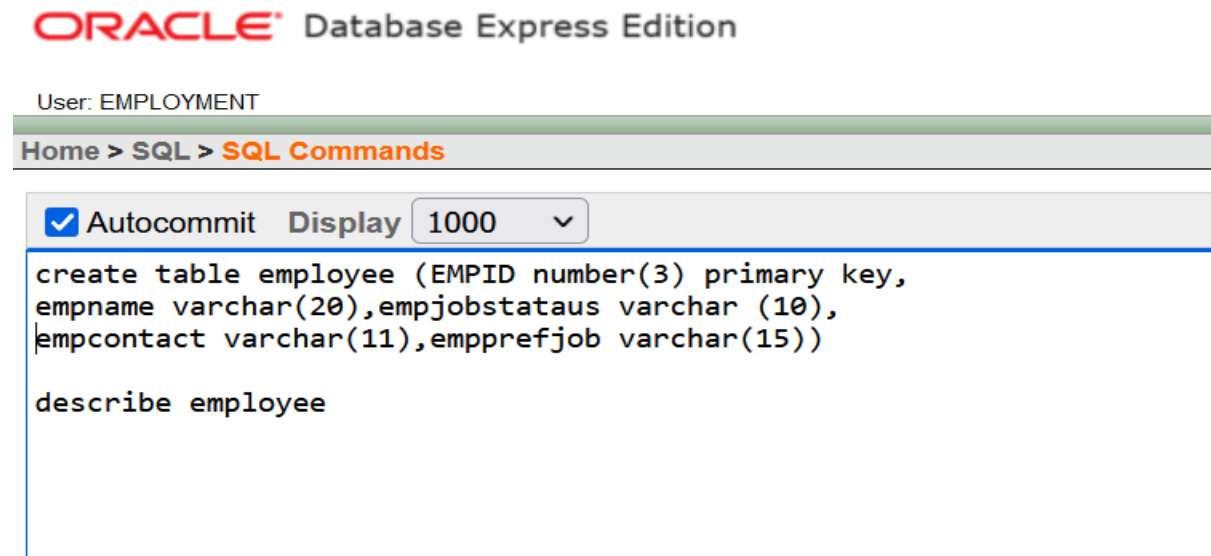 ORACLE Database Express Edition
User: EMPLOYMENT
Home > SQL > SQL Commands
Autocommit Display 1000
create table employee (EMPID number(3) primary key,
empname varchar(20),empjobstataus varchar (10),
empcontact varchar(11),empprefjob varchar(15))
describe employee